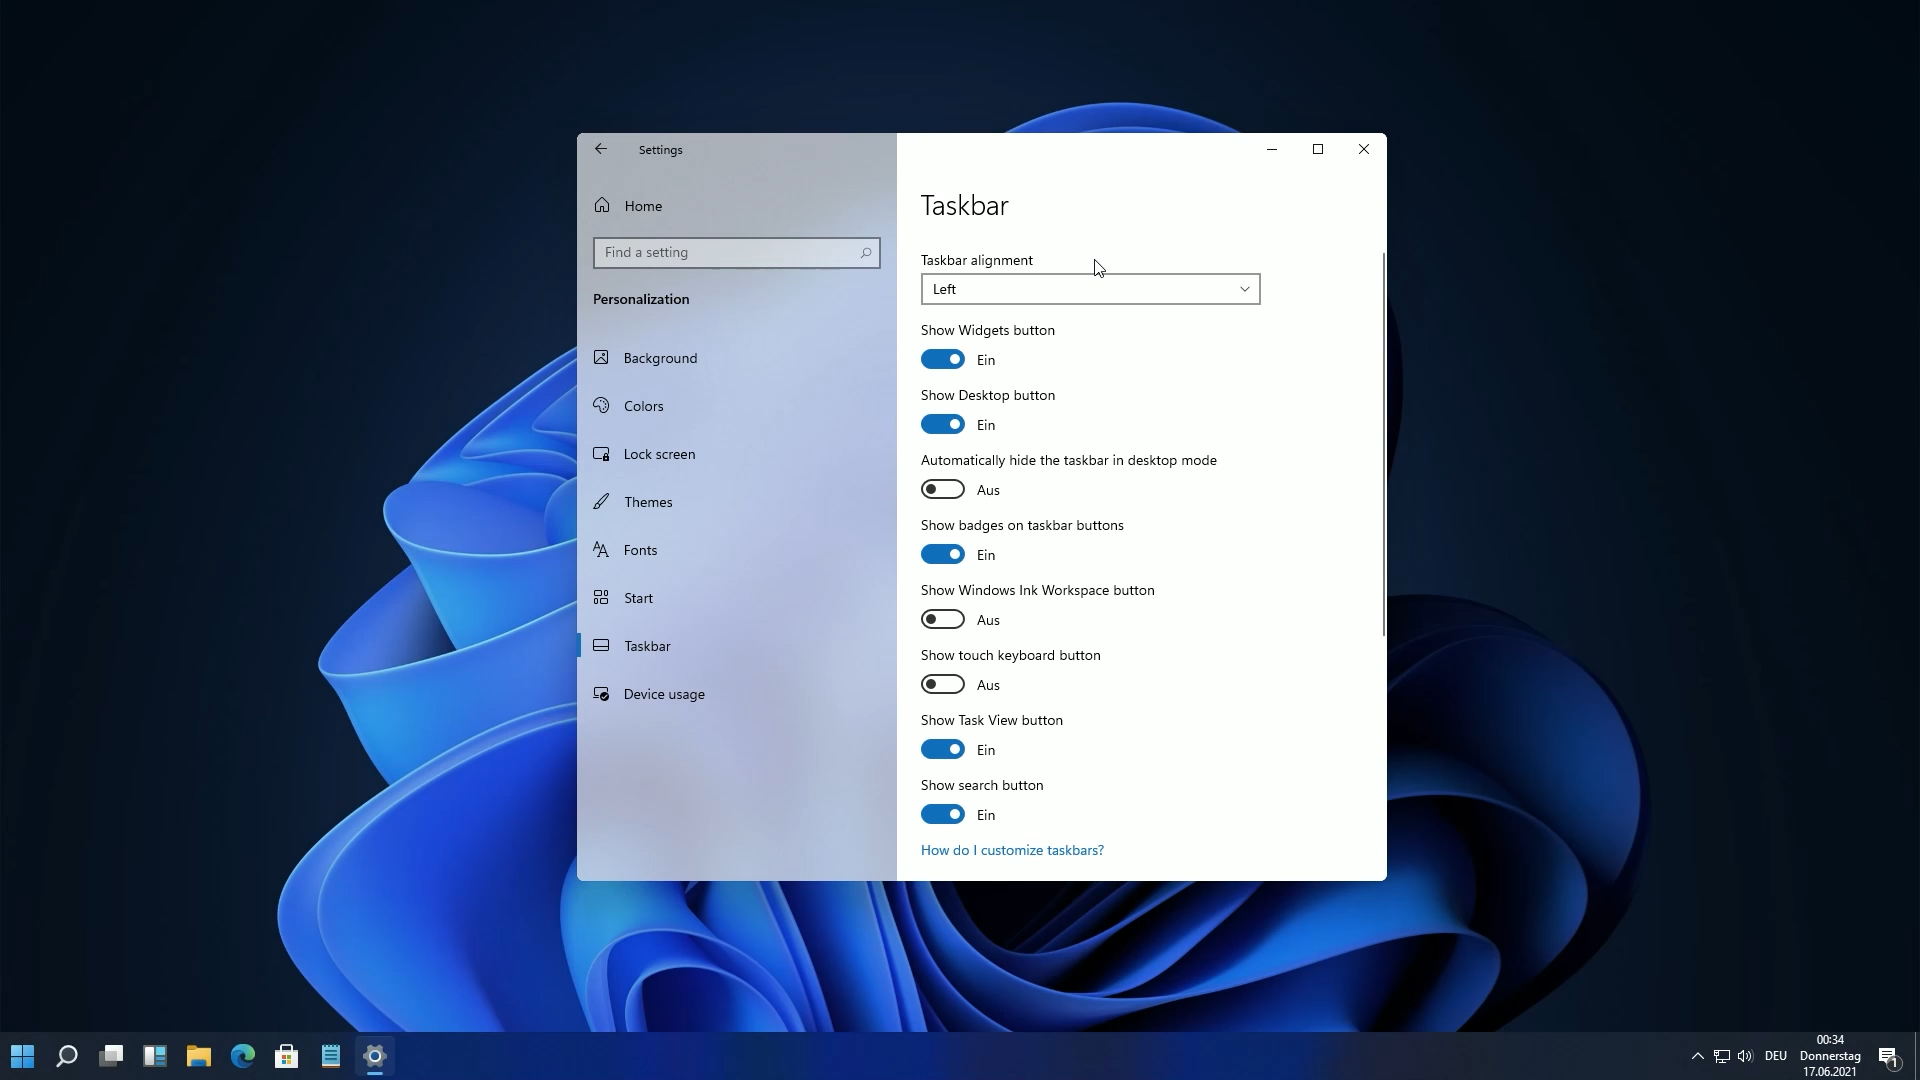 Settings
Home
Find a setting
Personalization
Background
Colors
Lock screen
Themes
Fonts
Start
Taskbar
Device usage
Taskbar
Taskbar alignment
Left
Show Widgets button
Ein
Show Desktop button
Ein
Automatically hide the taskbar in desktop mode
Aus
Show badges on taskbar buttons
Ein
Show Windows Ink Workspace button
Aus
Show touch keyboard button
Aus
Show Task View button
Ein
Show search button
Ein
How do I customize taskbars?
DEU
00:34
Donnerstag
17.06.2021
1